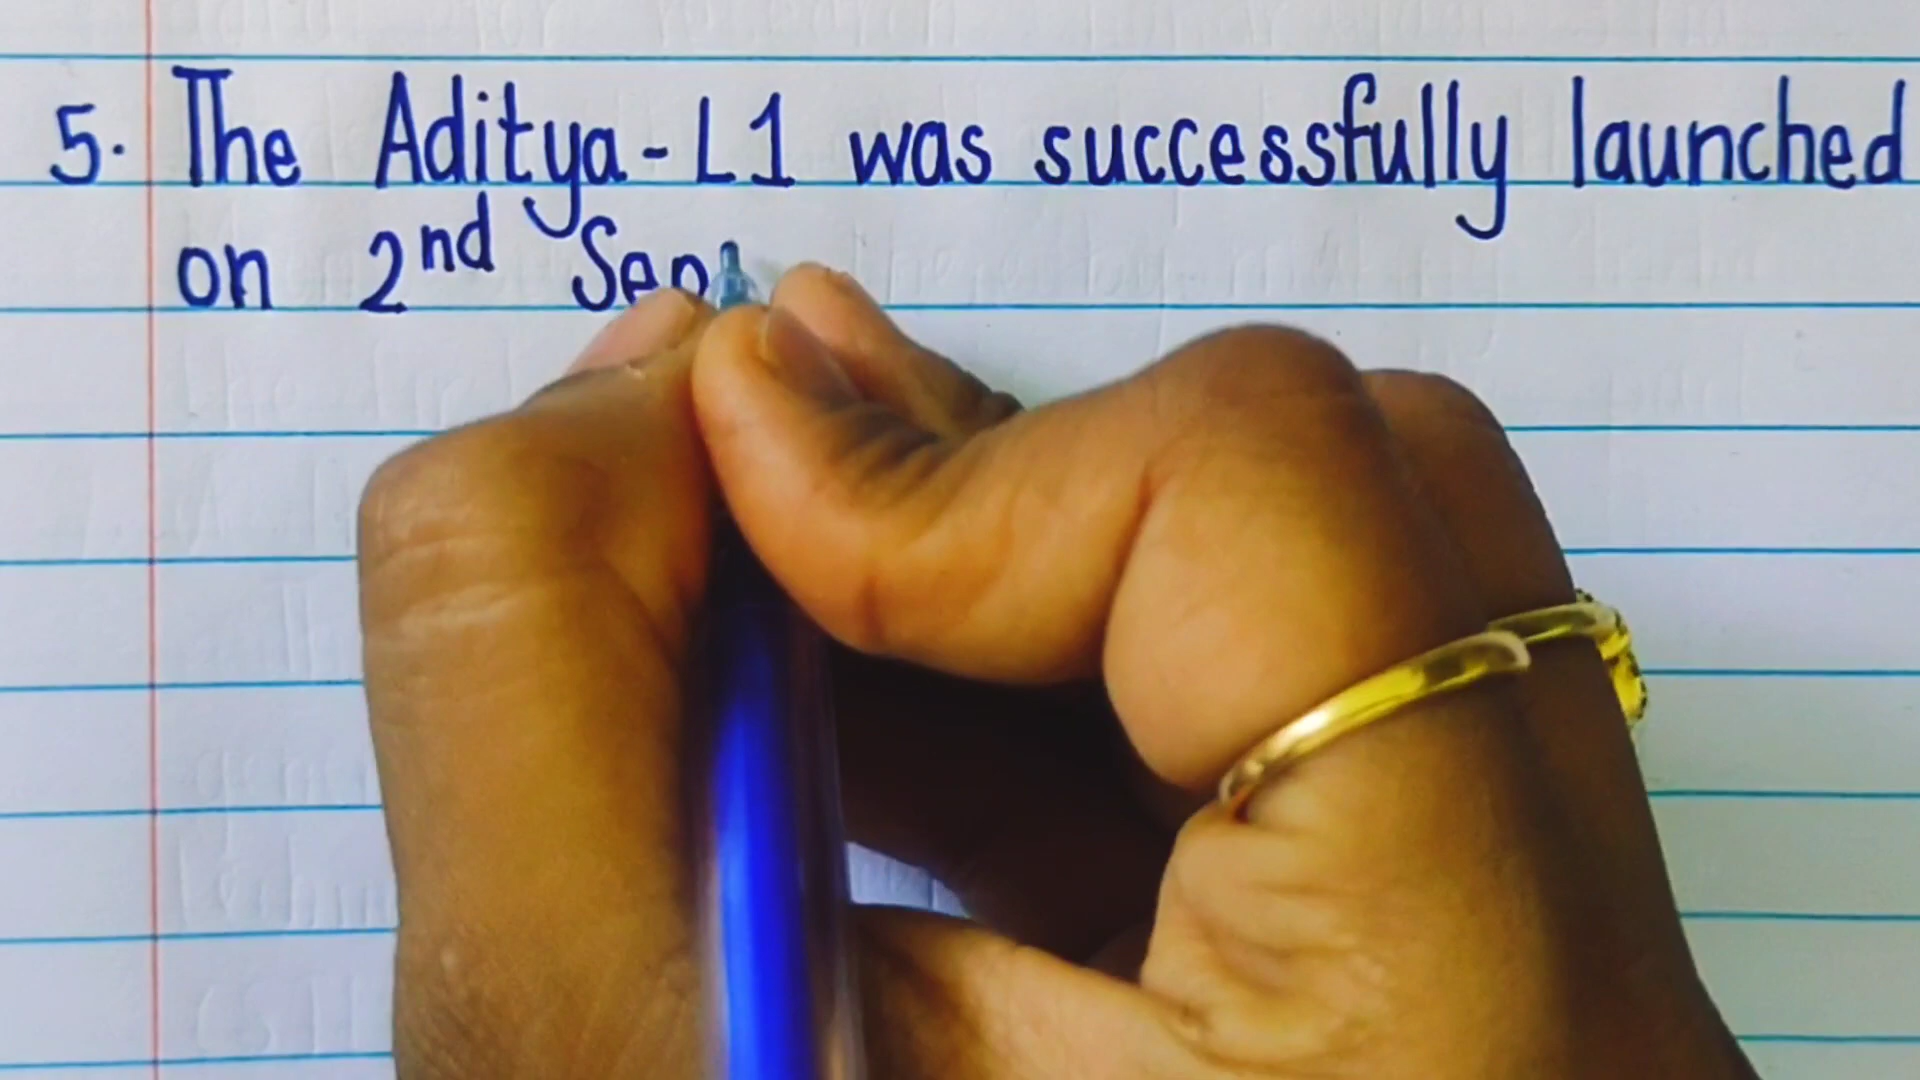 5. The Aditya-L1 was successfully launched
on 2nd Sep